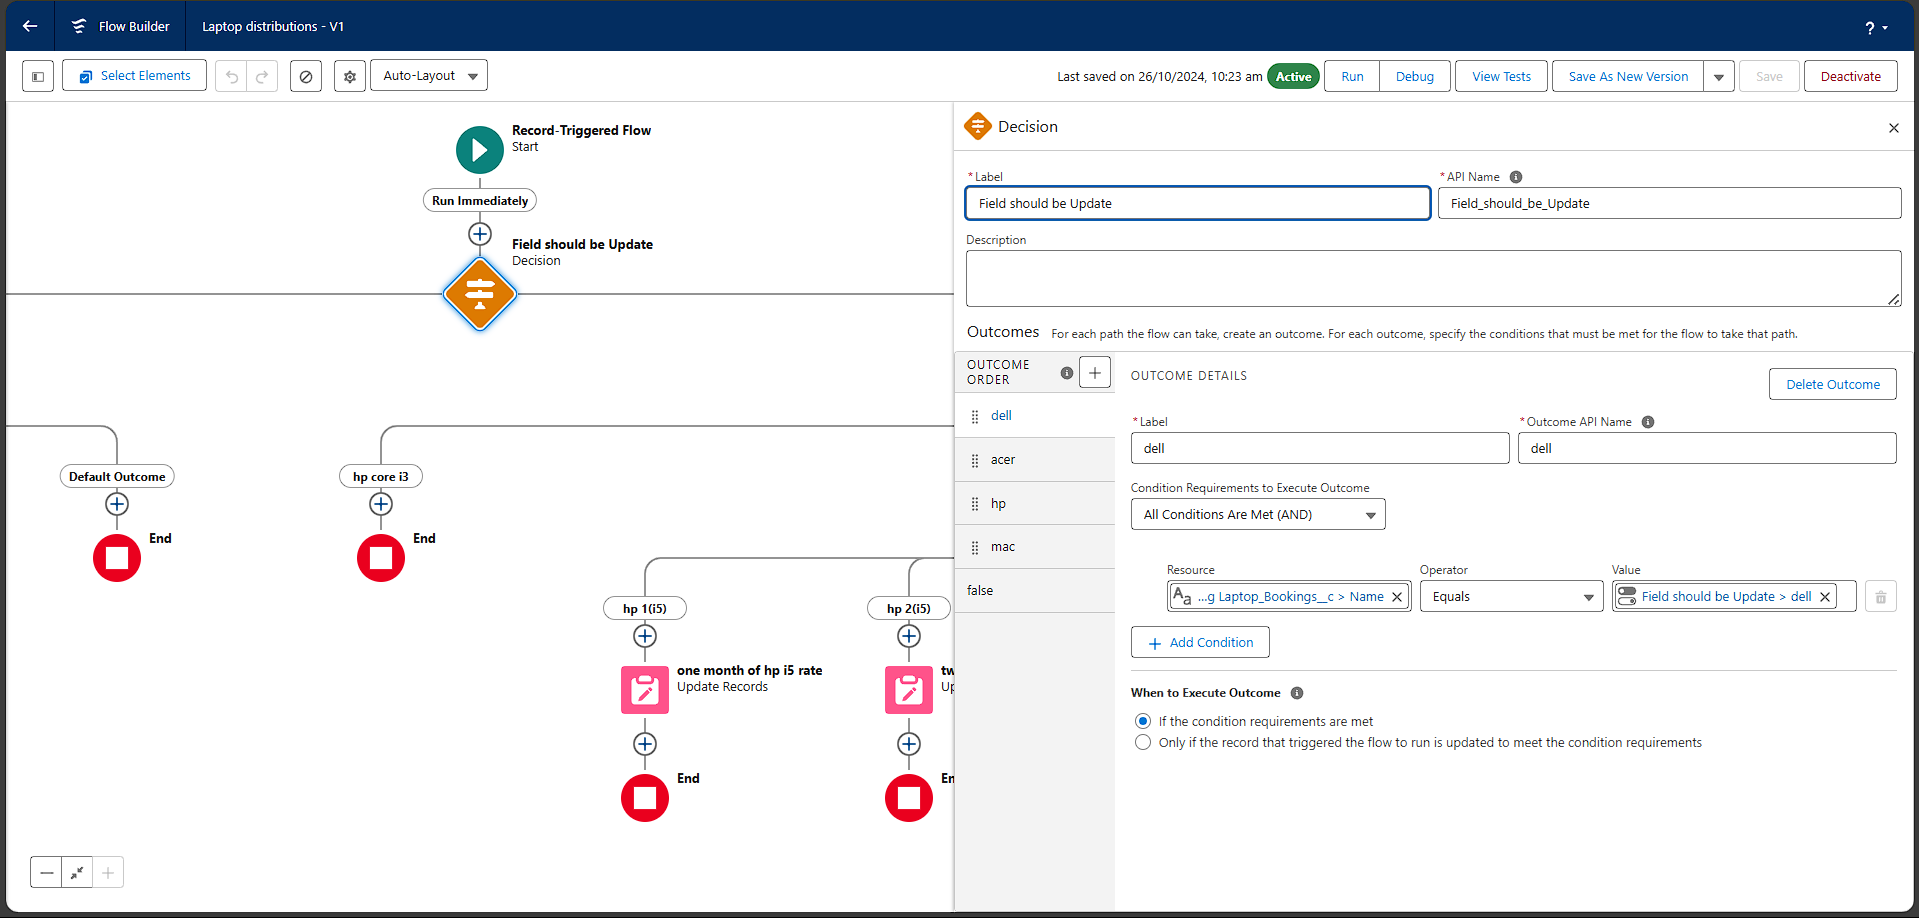 Flow Builder
Laptop distributions - V1
?
Select Elements
Auto-Layout
Last saved on 26/10/2024, 10:23 am
Active
Run
Debug
View Tests
Save As New Version
Save
Deactivate
Record-Triggered Flow
Start
Run Immediately
Field should be Update
Decision
Default Outcome
End
hp core i3
End
hp 1(i5)
one month of hp i5 rate
Update Records
End
hp 2(i5)
tw
Up
En
Decision
* Label
Field should be Update
* API Name
Field_should_be_Update
Description
Outcomes
For each path the flow can take, create an outcome. For each outcome, specify the conditions that must be met for the flow to take that path.
OUTCOME
ORDER
dell
acer
hp
mac
false
OUTCOME DETAILS
Delete Outcome
* Label
dell
* Outcome API Name
dell
Condition Requirements to Execute Outcome
All Conditions Are Met (AND)
Resource
Aa ...g Laptop_Bookings__c > Name
Operator
Equals
Value
Field should be Update > dell
Add Condition
When to Execute Outcome
If the condition requirements are met
Only if the record that triggered the flow to run is updated to meet the condition requirements